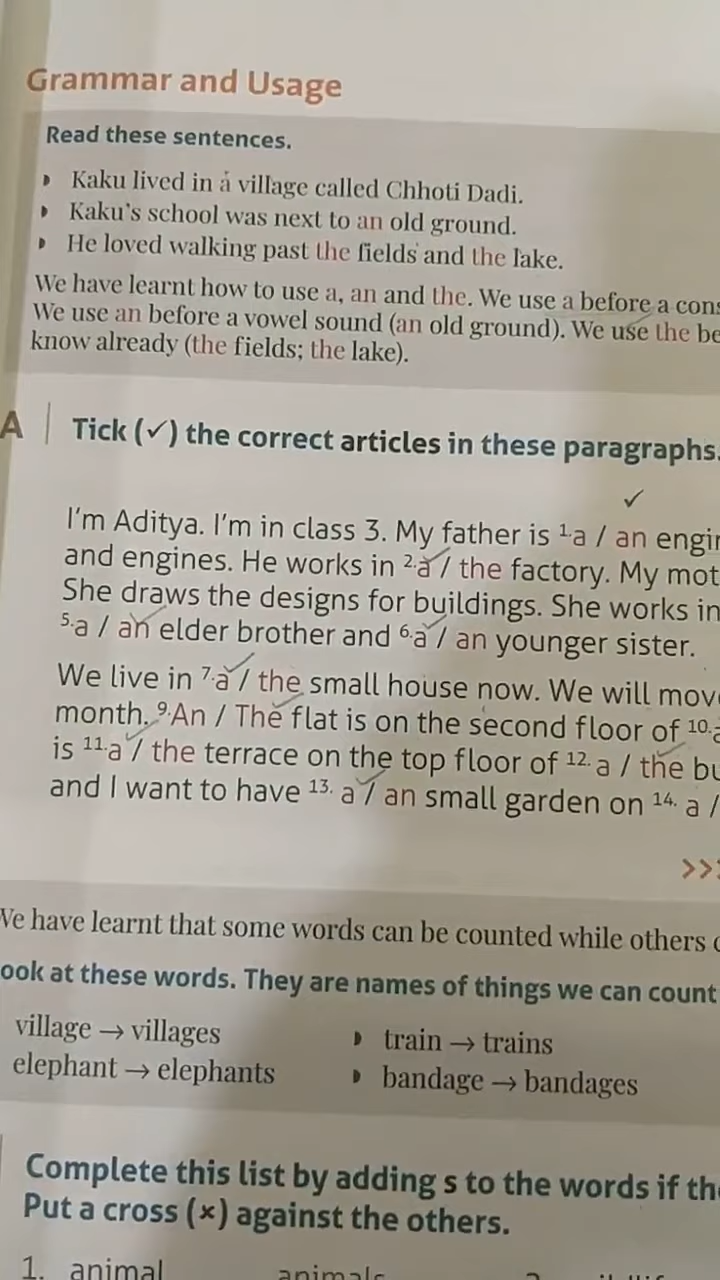 Grammar and Usage
Read these sentences.
Kaku lived in a village called Chhoti Dadi.
Kaku's school was next to an old ground.
He loved walking past the fields and the lake.
We have learnt how to use a, an and the. We use a before a cons
We use an before a vowel sound (an old ground). We use the be
know already (the fields; the lake).
A | Tick (✓) the correct articles in these paragraphs.
✓
I'm Aditya. I'm in class 3. My father is 1.a / an engin
and engines. He works in 2.a / the factory. My mot
She draws the designs for buildings. She works in
5.a / an elder brother and 6.a / an younger sister.
We live in 7.a / the small house now. We will move
month. 9.An / The flat is on the second floor of 10.a
is 11.a / the terrace on the top floor of 12. a / the bu
and I want to have 13. a / an small garden on 14. a /
>>>
We have learnt that some words can be counted while others c
ook at these words. They are names of things we can count
village → villages
train → trains
elephant → elephants
bandage → bandages
Complete this list by adding s to the words if the
Put a cross (×) against the others.
1. animal animals